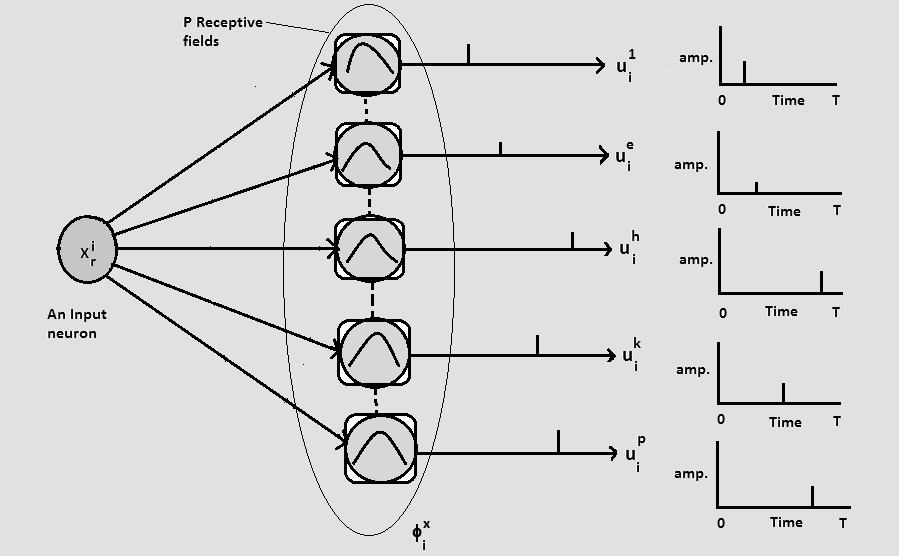 P Receptive
fields
x_r^i
An Input
neuron
u_i^1
u_i^e
u_i^h
u_i^k
u_i^p
ϕ_i^x
amp.
0 Time T
amp.
0 Time T
amp.
0 Time T
amp.
0 Time T
amp.
0 Time T